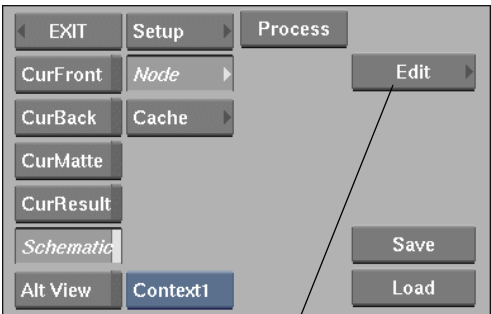 EXIT Setup Process
CurFront Node Edit
CurBack Cache
CurMatte
CurResult
Schematic Save
Alt View Context1 Load